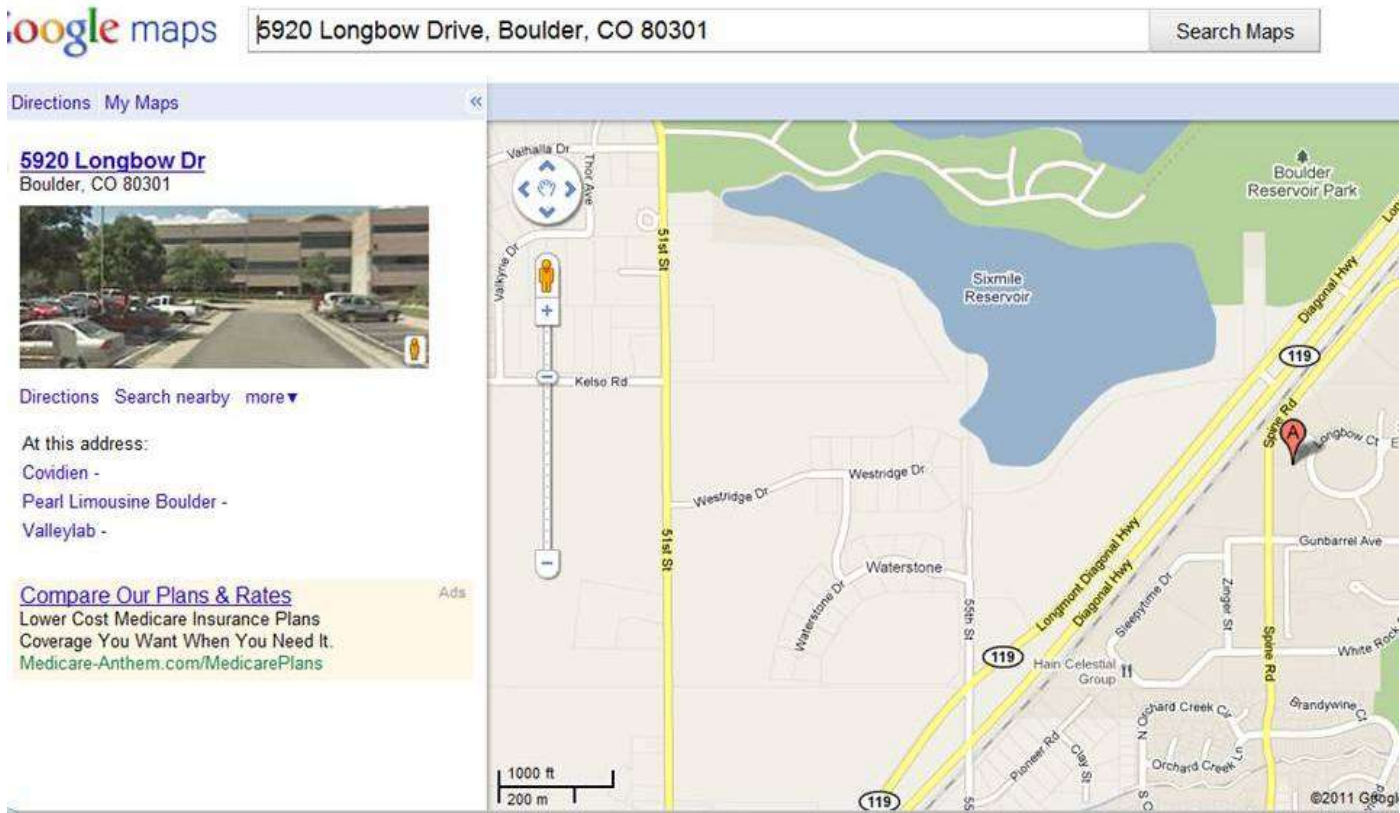 Google maps
5920 Longbow Drive, Boulder, CO 80301
Search Maps
Directions My Maps
«
5920 Longbow Dr
Boulder, CO 80301
Directions Search nearby more▼
At this address:
Covidien -
Pearl Limousine Boulder -
Valleylab -
Compare Our Plans & Rates
Ads
Lower Cost Medicare Insurance Plans
Coverage You Want When You Need It.
Medicare-Anthem.com/MedicarePlans
Valhalla Dr
Thor Ave
Valkyrie Dr
51st St
Boulder
Reservoir Park
Sixmile
Reservoir
Diagonal Hwy
119
Kelso Rd
Spine Rd
A
Longbow Ct
Westridge Dr
Westridge Dr
51st St
Gunbarrel Ave
Waterstone
Waterstone Dr
55th St
Longmont Diagonal Hwy
Diagonal Hwy
Sleepytime Dr
Zinger St
Spine Rd
White Rock
119
Hain Celestial
Group
Orchard Creek Cir
Brandywine Ct
Pioneer Rd
Clay St
Orchard Creek Ln
1000 ft
200 m
119
55
©2011 Google